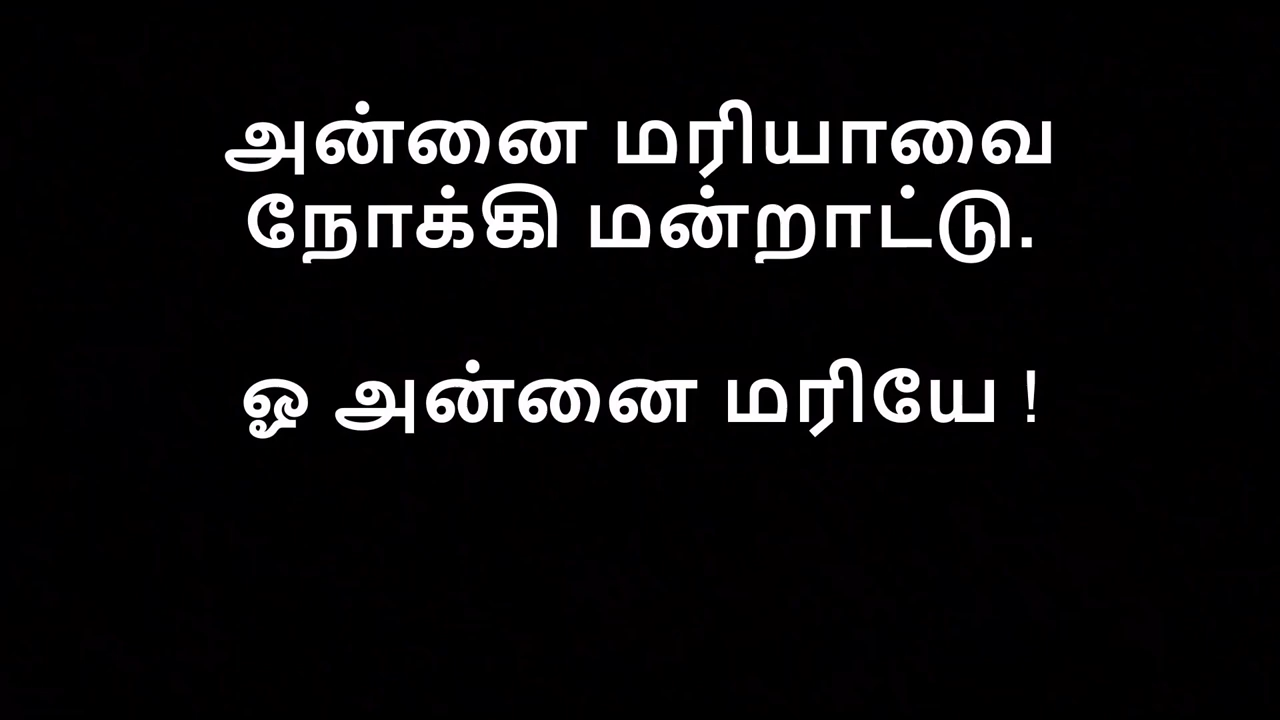 அன்னை மரியாவை
நோக்கி மன்றாட்டு.
ஓ அன்னை மரியே !